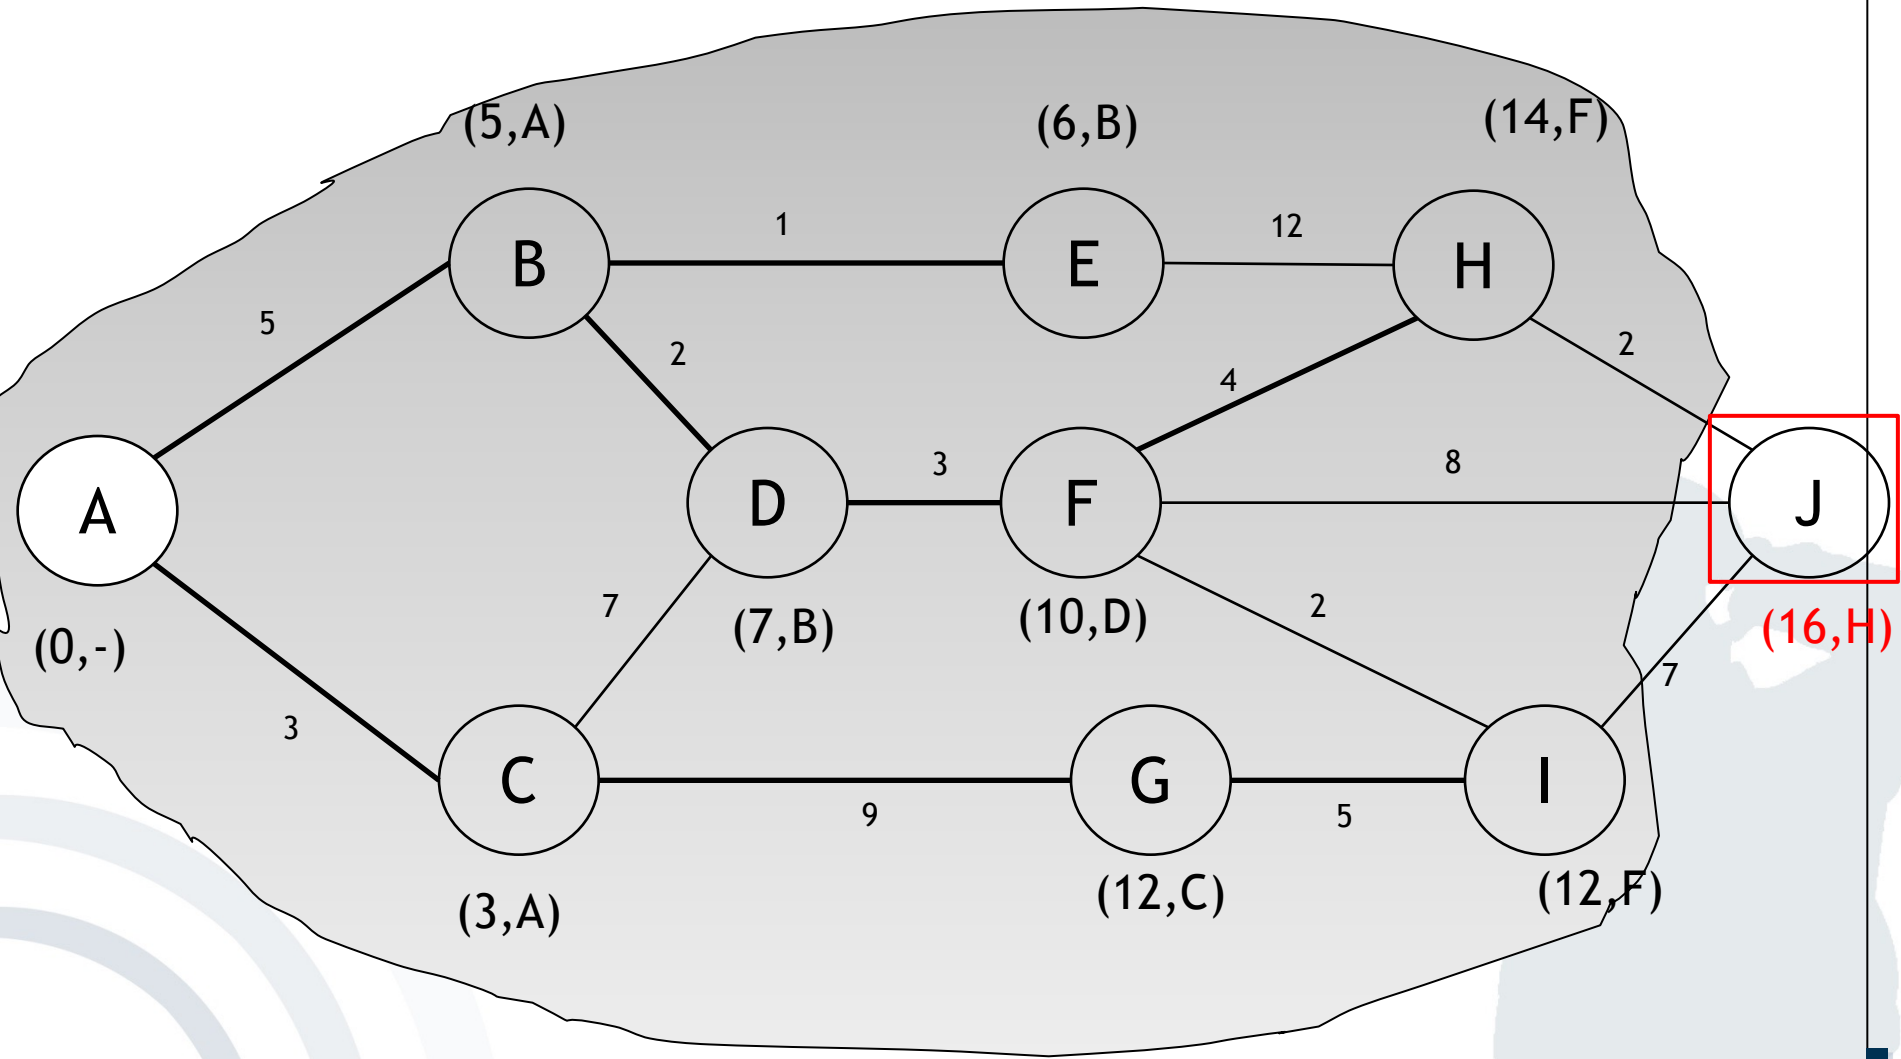 (5,A)
(6,B)
(14,F)
B
1
E
12
H
5
2
4
2
A
D
3
F
8
J
(0,-)
7
(7,B)
(10,D)
2
(16,H)
7
3
C
9
G
5
I
(3,A)
(12,C)
(12,F)